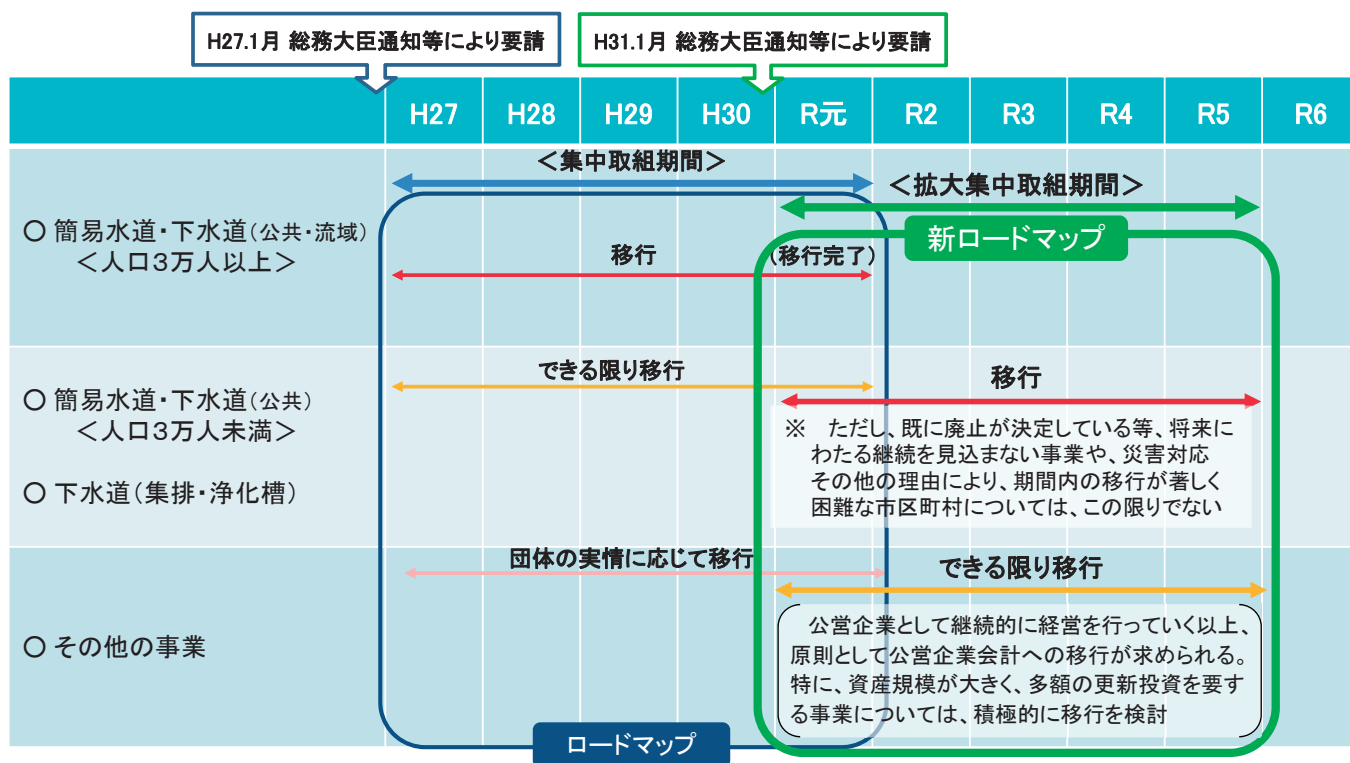 H27.1月 総務大臣通知等により要請
H31.1月 総務大臣通知等により要請
H27 H28 H29 H30 R元 R2 R3 R4 R5 R6
＜集中取組期間＞
＜拡大集中取組期間＞
新ロードマップ
○ 簡易水道・下水道（公共・流域）
＜人口３万人以上＞
移行
（移行完了）
○ 簡易水道・下水道（公共）
＜人口３万人未満＞
○ 下水道（集排・浄化槽）
できる限り移行
移行
※　ただし、既に廃止が決定している等、将来に
わたる継続を見込まない事業や、災害対応
その他の理由により、期間内の移行が著しく
困難な市区町村については、この限りでない
○ その他の事業
団体の実情に応じて移行
できる限り移行
公営企業として継続的に経営を行っていく以上、
原則として公営企業会計への移行が求められる。
特に、資産規模が大きく、多額の更新投資を要す
る事業については、積極的に移行を検討
ロードマップ